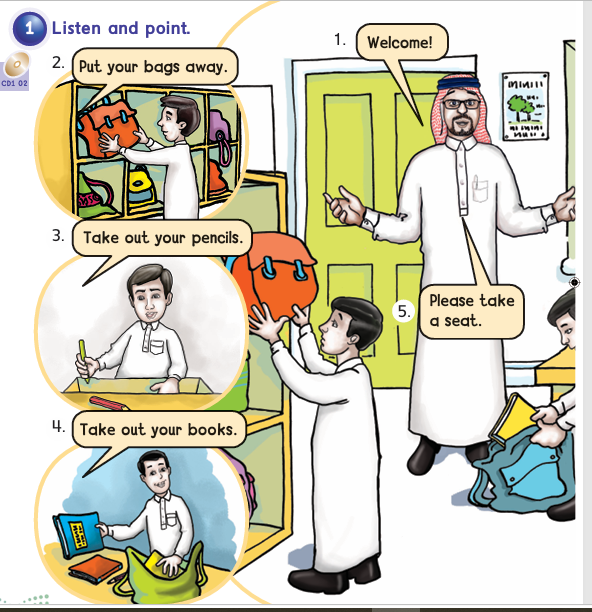 1 Listen and point.
CD1 02
1. Welcome!
2. Put your bags away.
3. Take out your pencils.
4. Take out your books.
5. Please take
a seat.